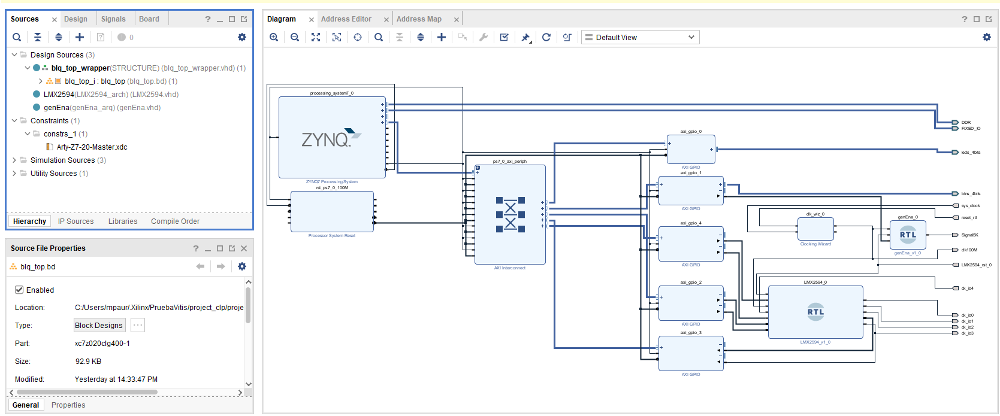 Sources
Design
Signals
Board
?
0
Design Sources (3)
blq_top_wrapper(STRUCTURE) (blq_top_wrapper.vhd) (1)
blq_top_i : blq_top (blq_top.bd) (1)
LMX2594(LMX2594_arch) (LMX2594.vhd)
genEna(genEna_arq) (genEna.vhd)
Constraints (1)
constrs_1 (1)
Arty-Z7-20-Master.xdc
Simulation Sources (3)
Utility Sources (1)
Hierarchy
IP Sources
Libraries
Compile Order
Source File Properties
?
blq_top.bd
Enabled
Location: C:/Users/mpaur/.Xilinx/PruebaVitis/project_clp/proje
Type: Block Designs
Part: xc7z020clg400-1
Size: 92.9 KB
Modified: Yesterday at 14:33:47 PM
General
Properties
Diagram
Address Editor
Address Map
?
Default View
processing_system7_0
ZYNQ
ZYNQ7 Processing System
rst_ps7_0_100M
Processor System Reset
ps7_0_axi_periph
AXI Interconnect
axi_gpio_0
AXI GPIO
axi_gpio_1
AXI GPIO
axi_gpio_4
AXI GPIO
axi_gpio_2
AXI GPIO
axi_gpio_3
AXI GPIO
clk_wiz_0
Clocking Wizard
genEna_0
RTL
genEna_v1_0
LMX2594_0
RTL
LMX2594_v1_0
DDR
FIXED_IO
leds_4bits
btns_4bits
sys_clock
reset_rtl
Signal5K
clk100M
LMX2594_rst_0
ck_io4
ck_io0
ck_io1
ck_io2
ck_io3